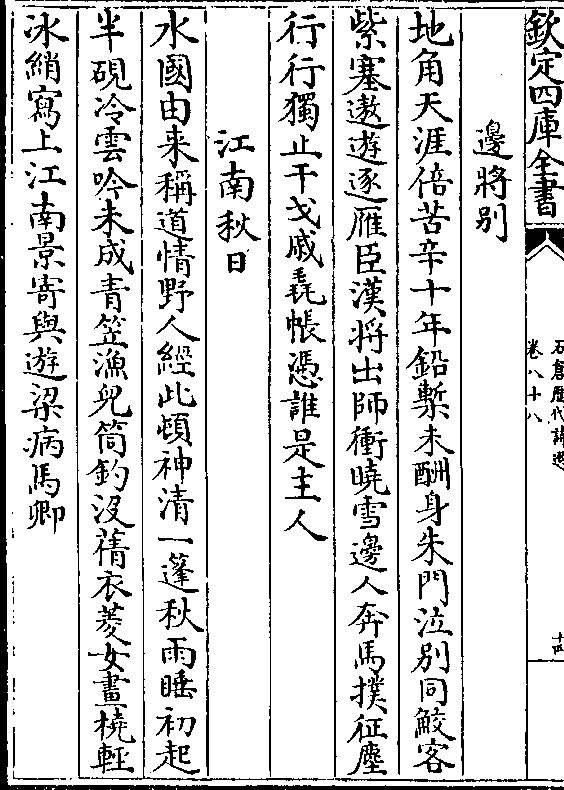 欽定四庫全書
石倉歷代詩選
卷八十八
十四
邊將别
地角天涯倍苦辛十年鉛槧未酬身朱門泣别同鮫客
紫塞遨遊逐雁臣漢將出師衝曉雪邊人奔馬撲征塵
行行獨止干戈戚毳帳憑誰是主人
江南秋日
水國由来稱道情野人經此頓神清一蓬秋雨睡初起
半硯冷雲吟未成青笠漁兒筒釣没蒨衣菱女畫橈輕
冰綃寫上江南景寄與遊梁病馬卿